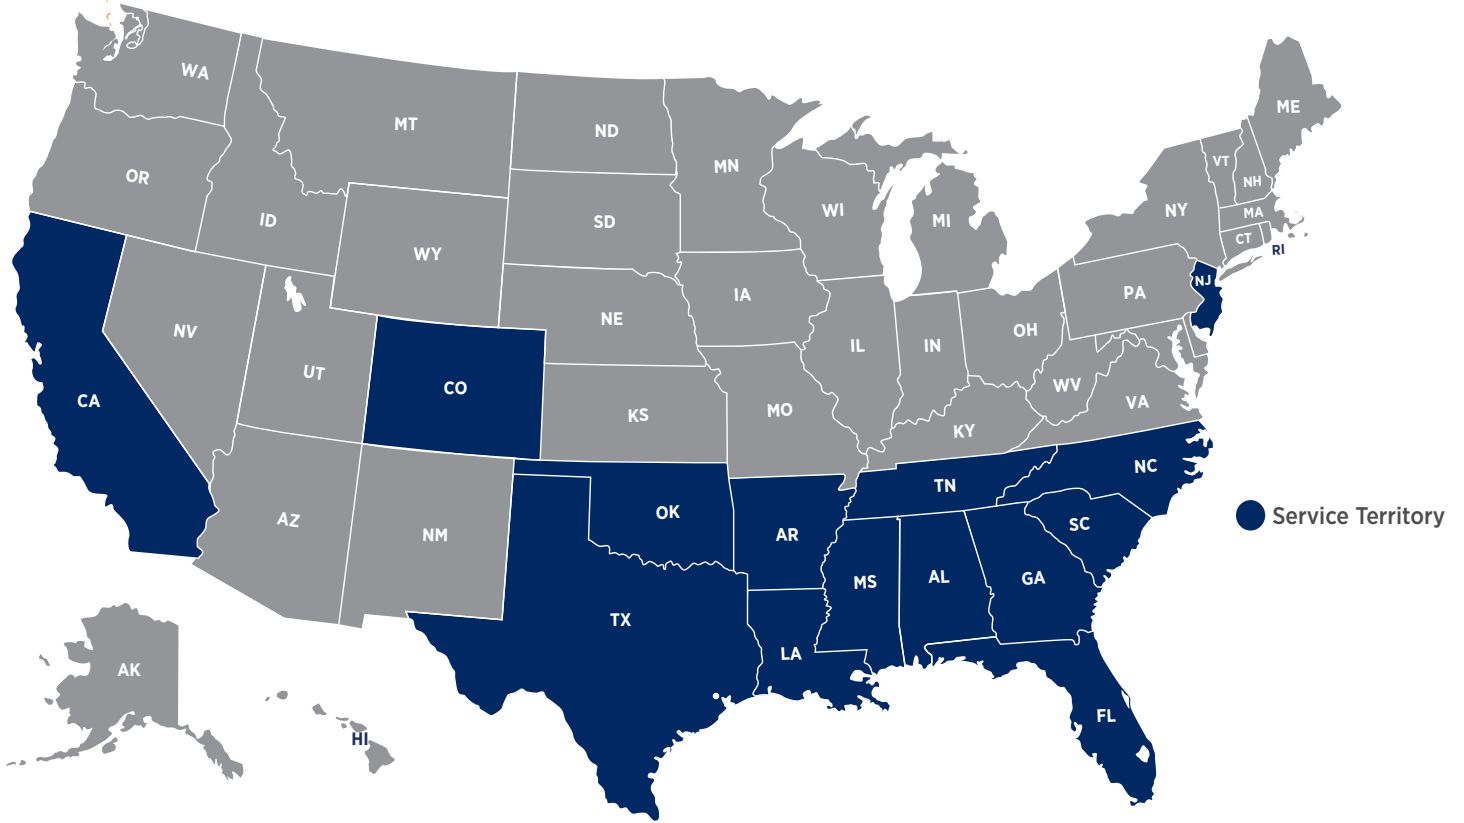 WA
MT
ND
MN
ME
OR
ID
SD
WI
MI
VT
NH
NY
MA
CT
RI
WY
NV
UT
NE
IA
IL
IN
OH
PA
NJ
CA
CO
KS
MO
KY
WV
VA
AZ
NM
OK
AR
TN
NC
SC
Service Territory
TX
LA
MS
AL
GA
FL
AK
HI